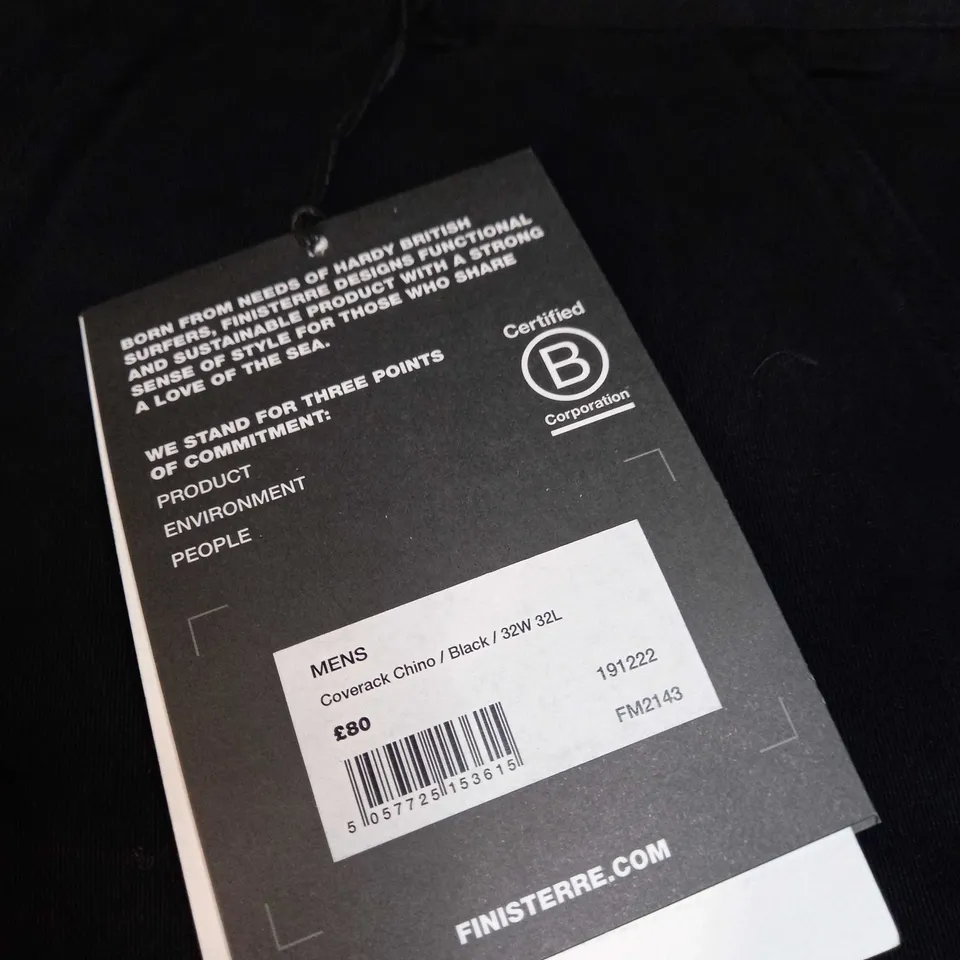 BORN FROM NEEDS OF HARDY BRITISH
SURFERS, FINISTERRE DESIGNS FUNCTIONAL
AND SUSTAINABLE PRODUCT WITH A STRONG
SENSE OF STYLE FOR THOSE WHO SHARE
A LOVE OF THE SEA.
Certified
B
Corporation
WE STAND FOR THREE POINTS
OF COMMITMENT:
PRODUCT
ENVIRONMENT
PEOPLE
MENS
Coverack Chino / Black / 32W 32L
£80
191222
FM2143
5 057725 153615
FINISTERRE.COM